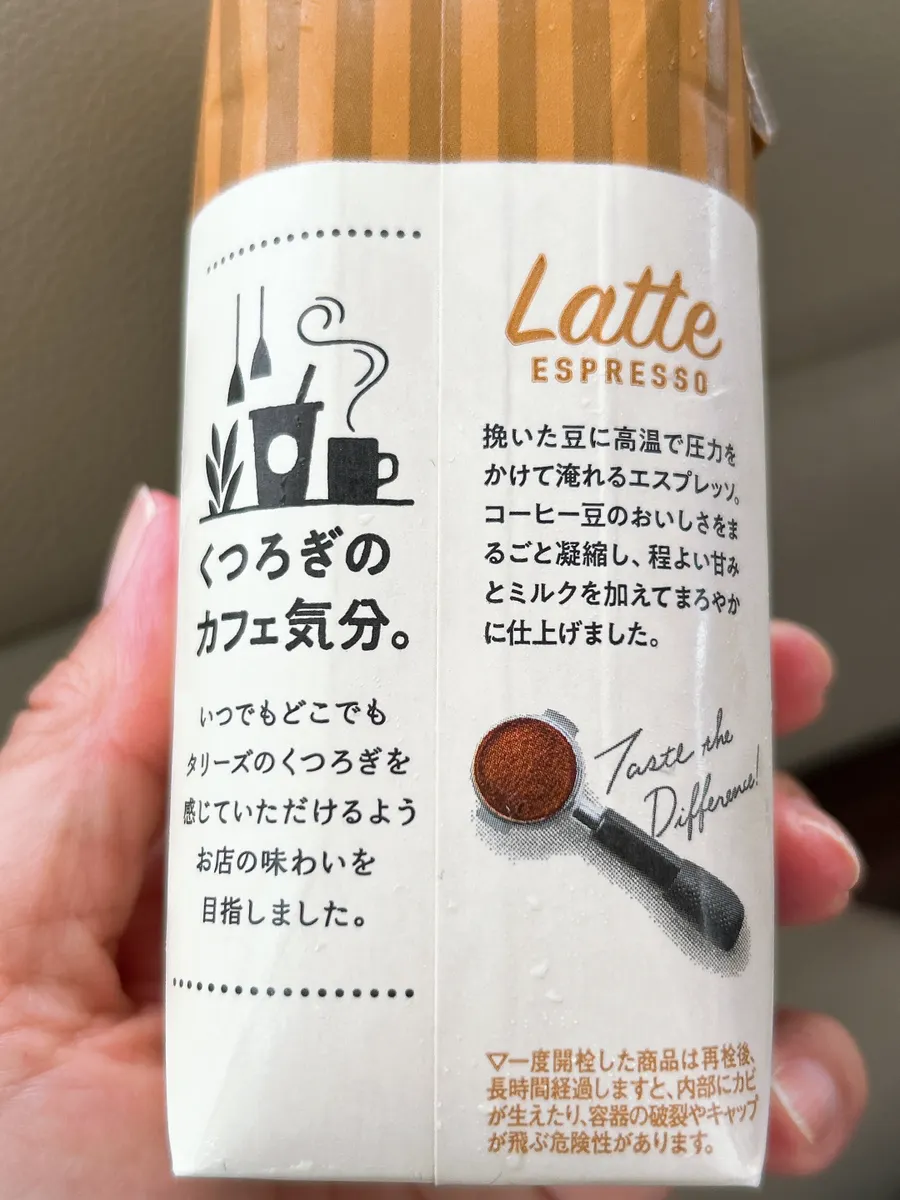 くつろぎの
カフェ気分。
いつでもどこでも
タリーズのくつろぎを
感じていただけるよう
お店の味わいを
目指しました。
Latte
ESPRESSO
挽いた豆に高温で圧力を
かけて淹れるエスプレッソ。
コーヒー豆のおいしさをま
るごと凝縮し、程よい甘み
とミルクを加えてまろやか
に仕上げました。
Taste the
Difference!
▽一度開栓した商品は再栓後、
長時間経過しますと、内部にカビ
が生えたり、容器の破裂やキャップ
が飛ぶ危険性があります。